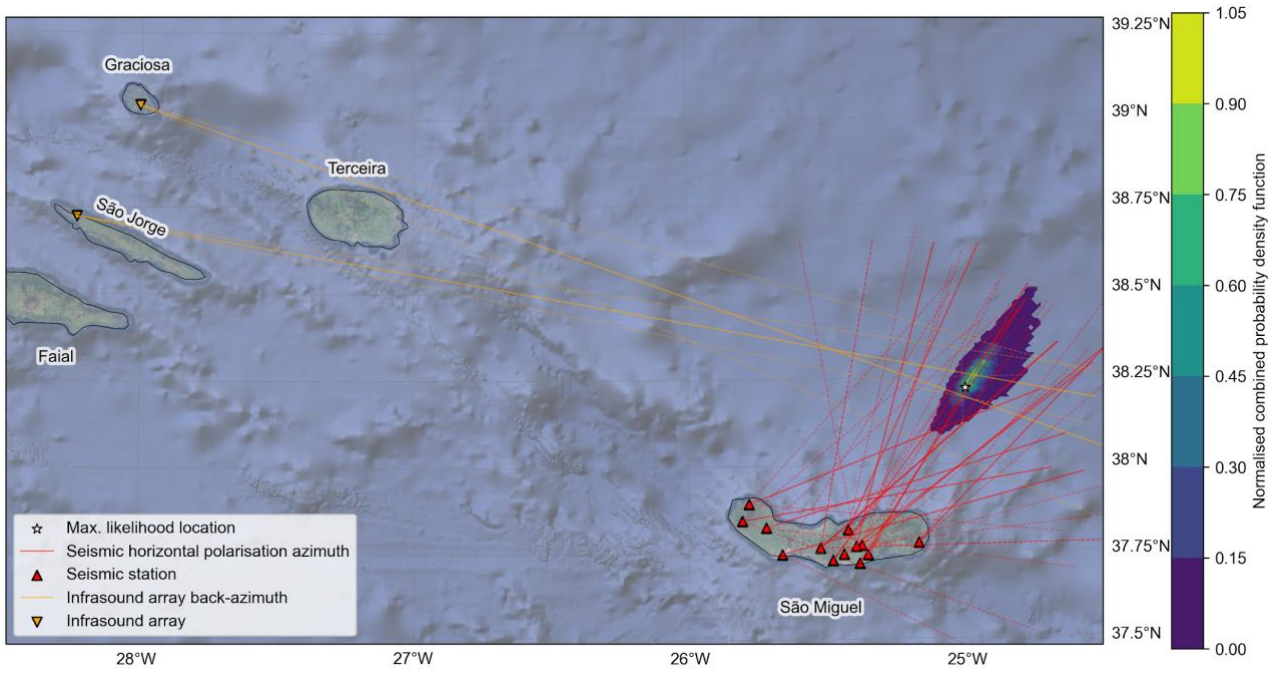 Graciosa
Terceira
São Jorge
Faial
São Miguel
Max. likelihood location
Seismic horizontal polarisation azimuth
Seismic station
Infrasound array back-azimuth
Infrasound array
28°W
27°W
26°W
25°W
39.25°N
39°N
38.75°N
38.5°N
38.25°N
38°N
37.75°N
37.5°N
1.05
0.90
0.75
0.60
0.45
0.30
0.15
0.00
Normalised combined probability density function